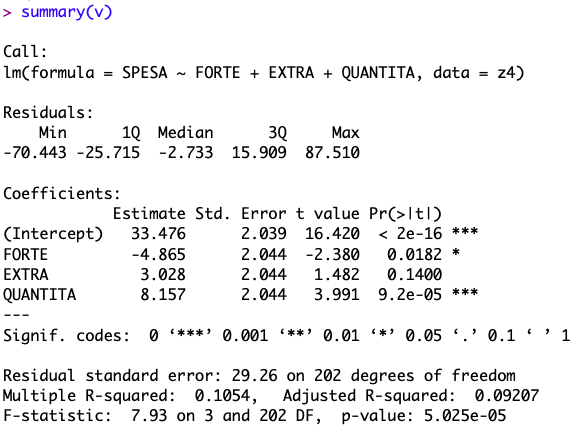 > summary(v)
Call:
lm(formula = SPESA ~ FORTE + EXTRA + QUANTITA, data = z4)
Residuals:
    Min      1Q  Median      3Q     Max
-70.443 -25.715  -2.733  15.909  87.510
Coefficients:
            Estimate Std. Error t value Pr(>|t|)
(Intercept)   33.476      2.039  16.420  < 2e-16 ***
FORTE         -4.865      2.044  -2.380   0.0182 *
EXTRA          3.028      2.044   1.482   0.1400
QUANTITA       8.157      2.044   3.991  9.2e-05 ***
---
Signif. codes:  0 ‘***’ 0.001 ‘**’ 0.01 ‘*’ 0.05 ‘.’ 0.1 ‘ ’ 1
Residual standard error: 29.26 on 202 degrees of freedom
Multiple R-squared:  0.1054,	Adjusted R-squared:  0.09207
F-statistic:  7.93 on 3 and 202 DF,  p-value: 5.025e-05